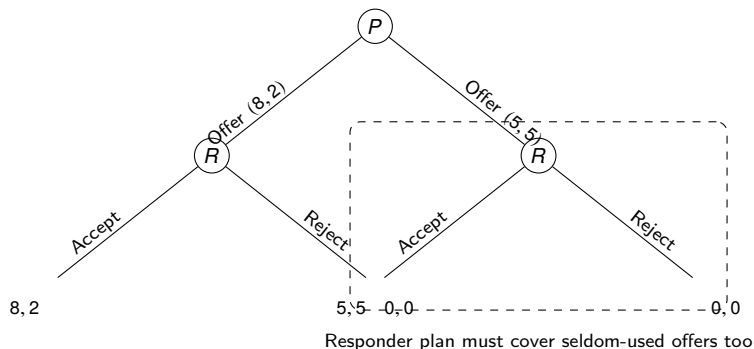 P
Offer (8, 2)
Offer (5, 5)
R
R
Accept
Reject
Accept
Reject
8, 2
5, 5
0, 0
0, 0
Responder plan must cover seldom-used offers too